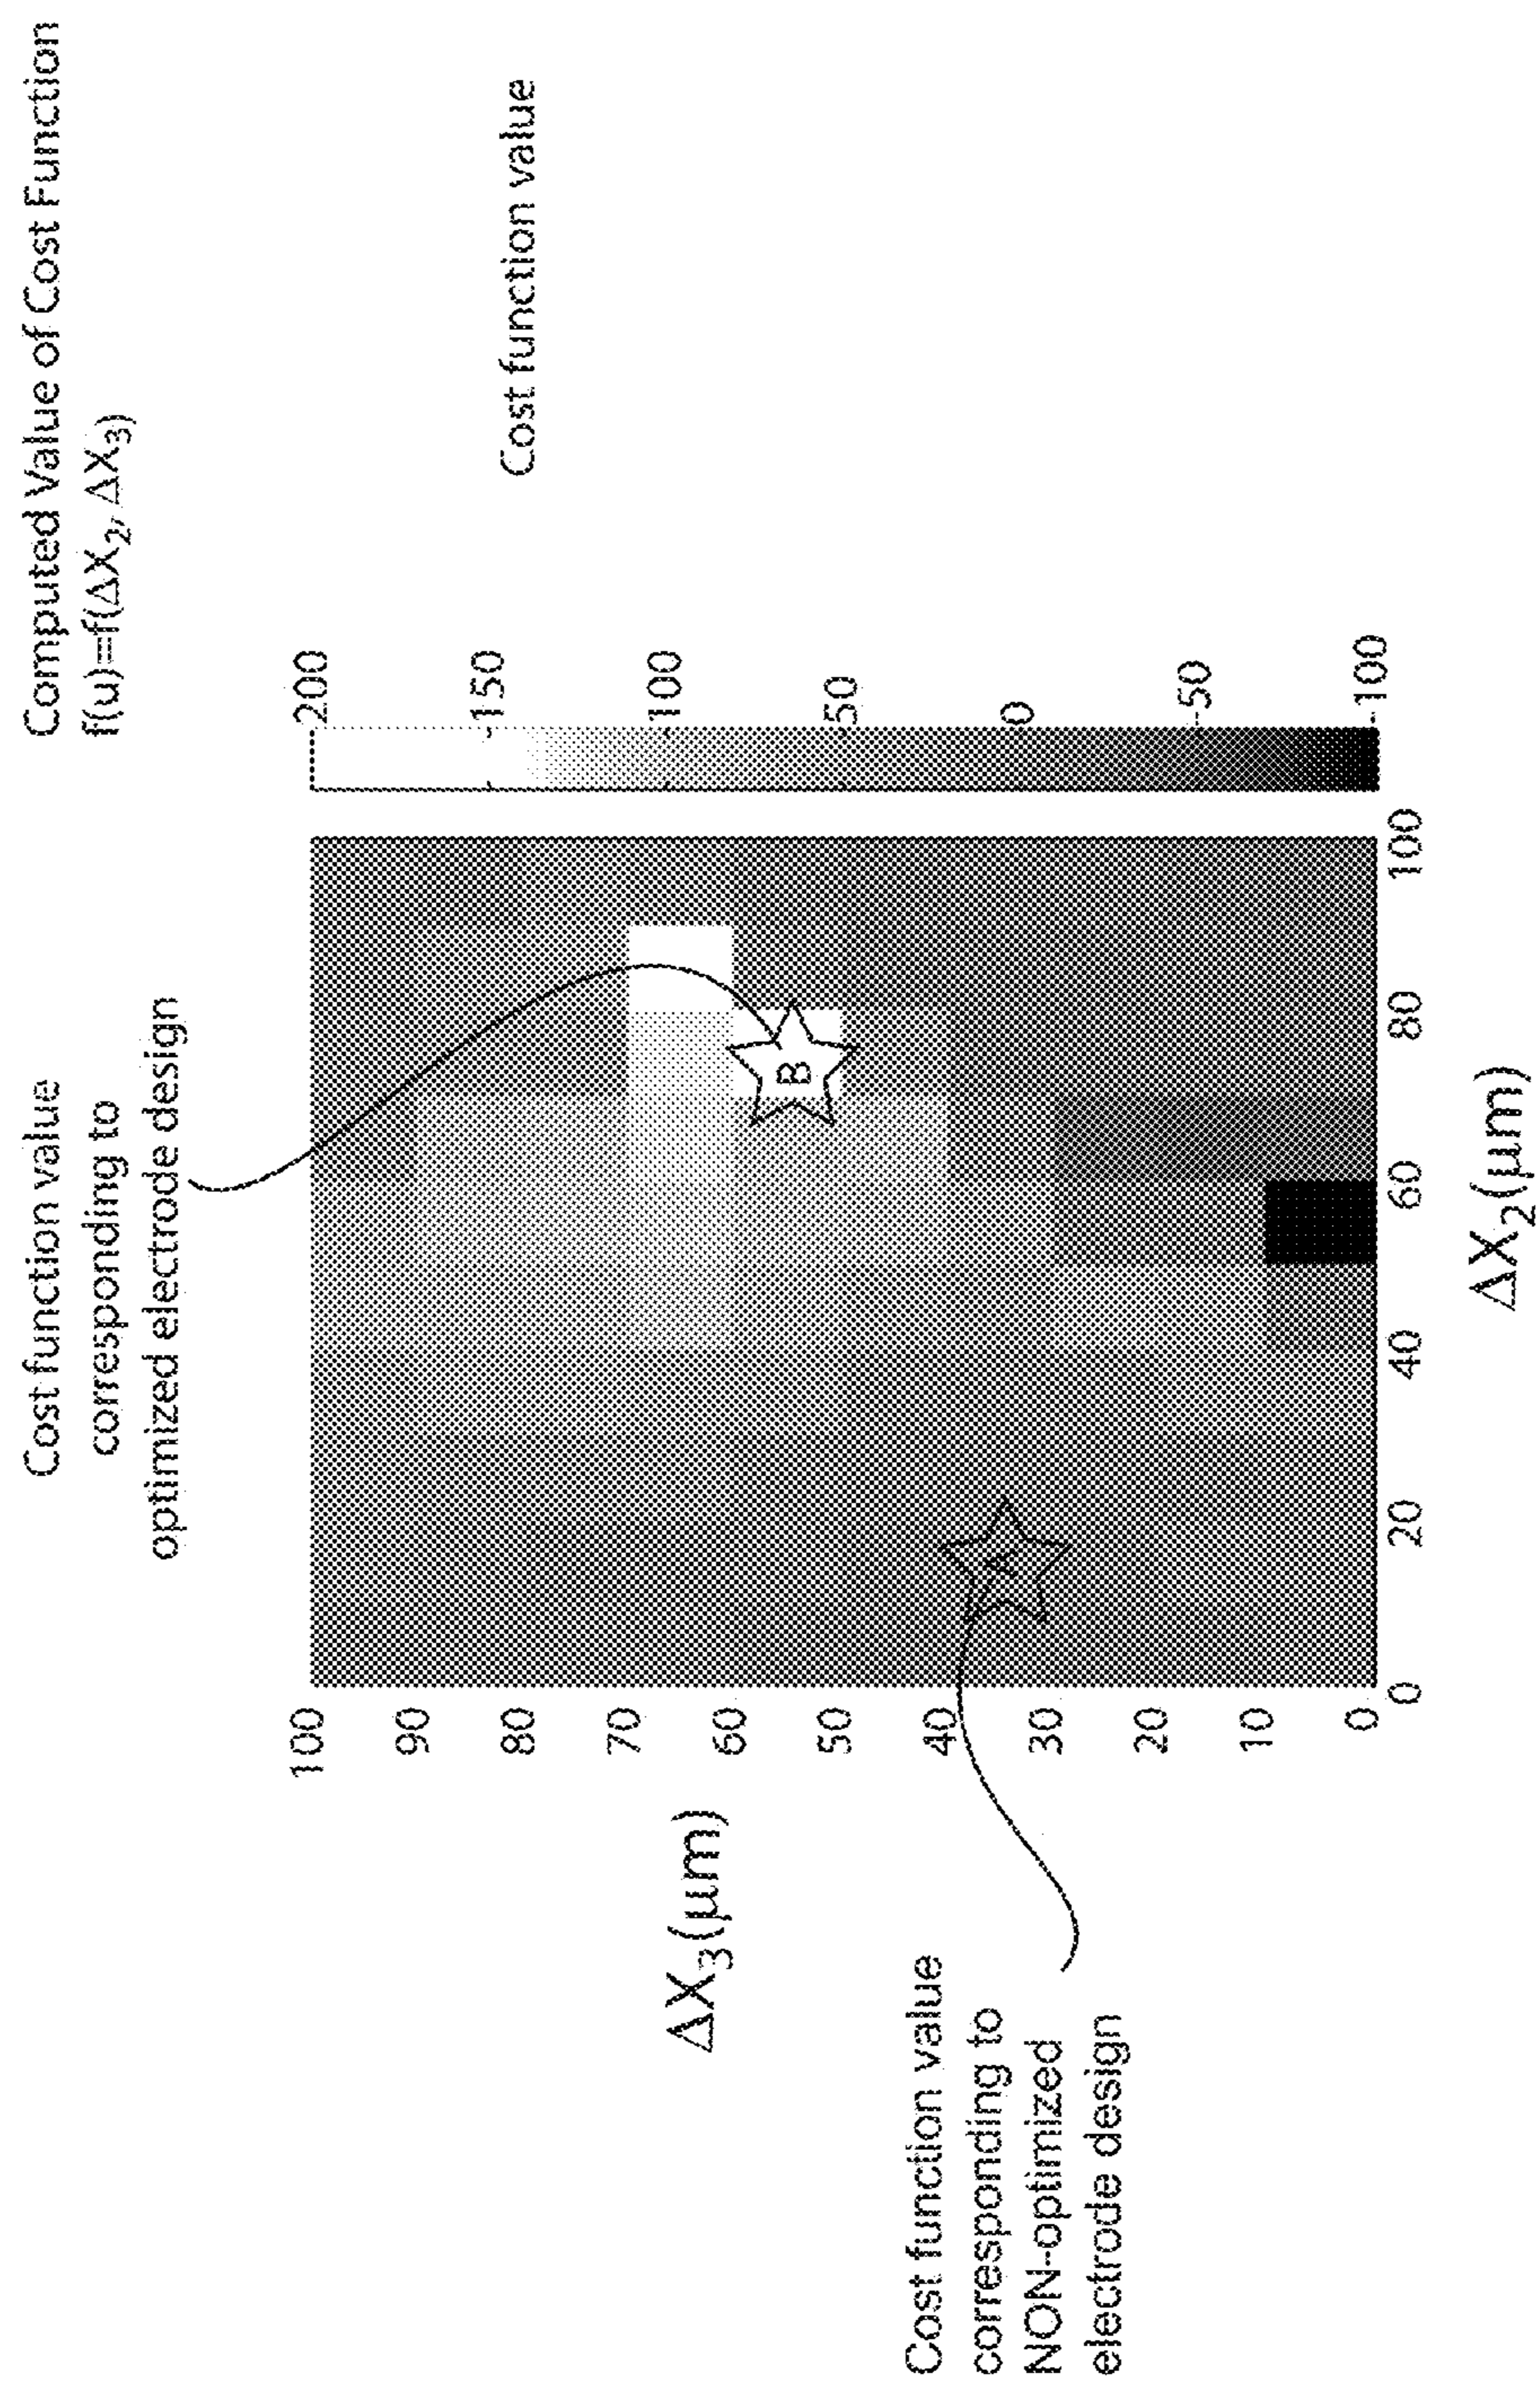 Computed Value of Cost Function
f(u)=f(ΔX2, ΔX3)
Cost function value
corresponding to
optimized electrode design
Cost function value
200
150
100
50
0
-50
-100
ΔX3(μm)
100
90
80
70
60
50
40
30
20
10
0
B
A
0
20
40
60
80
100
ΔX2(μm)
Cost function value
corresponding to
NON-optimized
electrode design